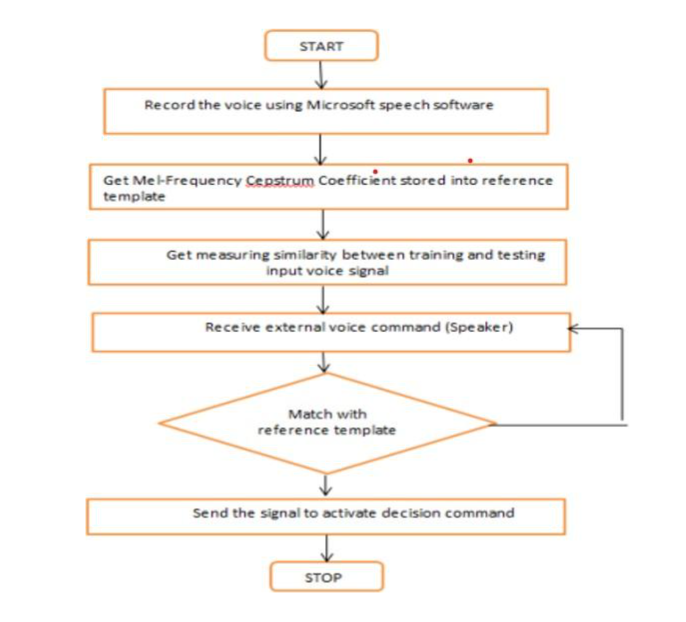 START
Record the voice using Microsoft speech software
Get Mel-Frequency Cepstrum Coefficient stored into reference
template
Get measuring similarity between training and testing
input voice signal
Receive external voice command (Speaker)
Match with
reference template
Send the signal to activate decision command
STOP